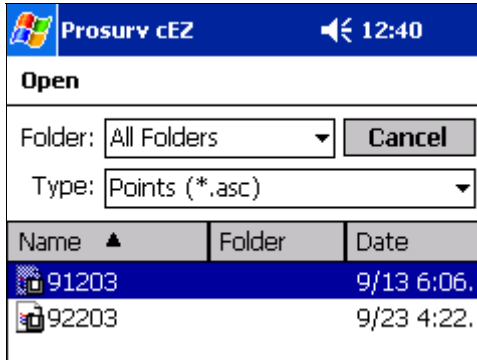 Prosurv cEZ 12:40
Open
Folder: All Folders Cancel
Type: Points (*.asc)
Name Folder Date
91203 9/13 6:06.
92203 9/23 4:22.